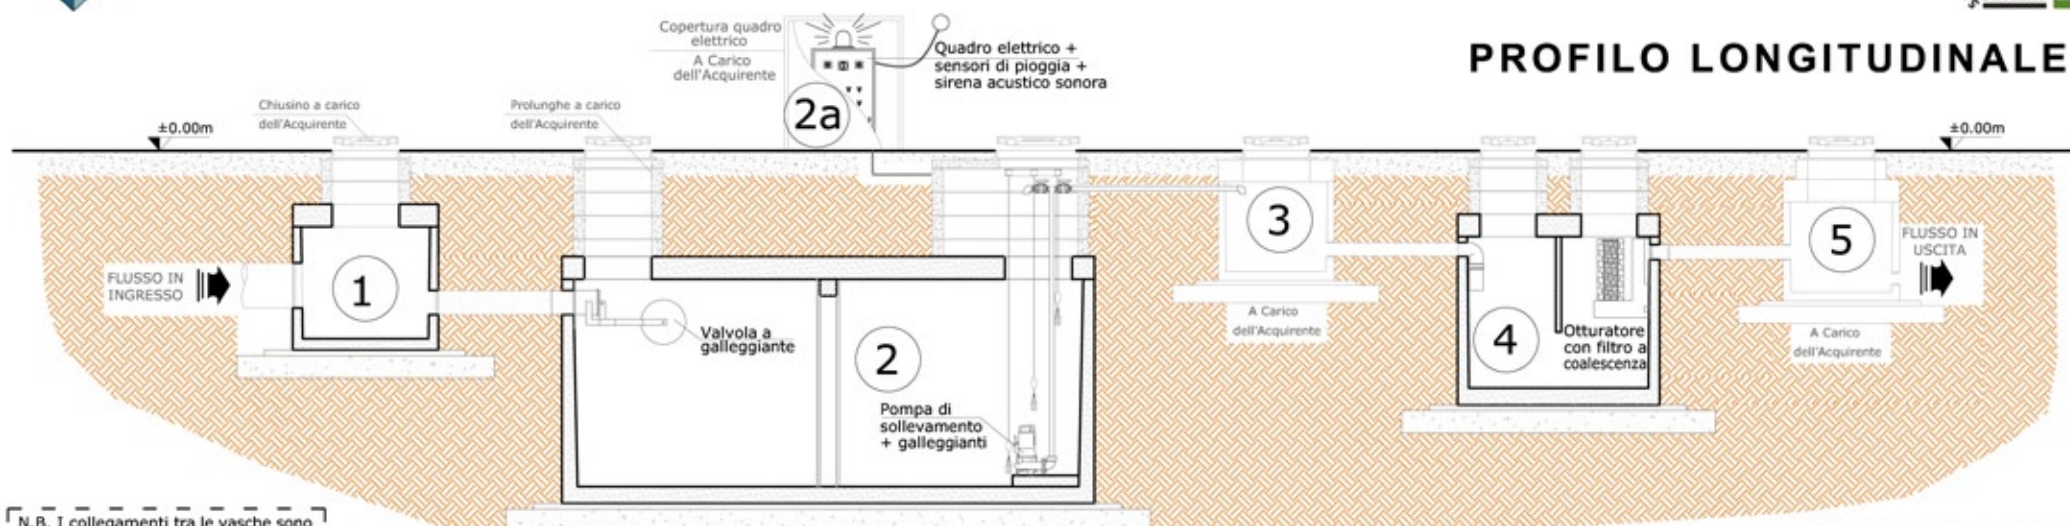 PROFILO LONGITUDINALE
Copertura quadro
elettrico
A Carico
dell'Acquirente
Quadro elettrico +
sensori di pioggia +
sirena acustico sonora
2a
Chiusino a carico
dell'Acquirente
Prolunghe a carico
dell'Acquirente
±0.00m
±0.00m
FLUSSO IN
INGRESSO
1
Valvola a
galleggiante
2
Pompa di
sollevamento
+ galleggianti
3
A Carico
dell'Acquirente
4
Otturatore
con filtro a
coalescenza
5
FLUSSO IN
USCITA
A Carico
dell'Acquirente
N.B. I collegamenti tra le vasche sono